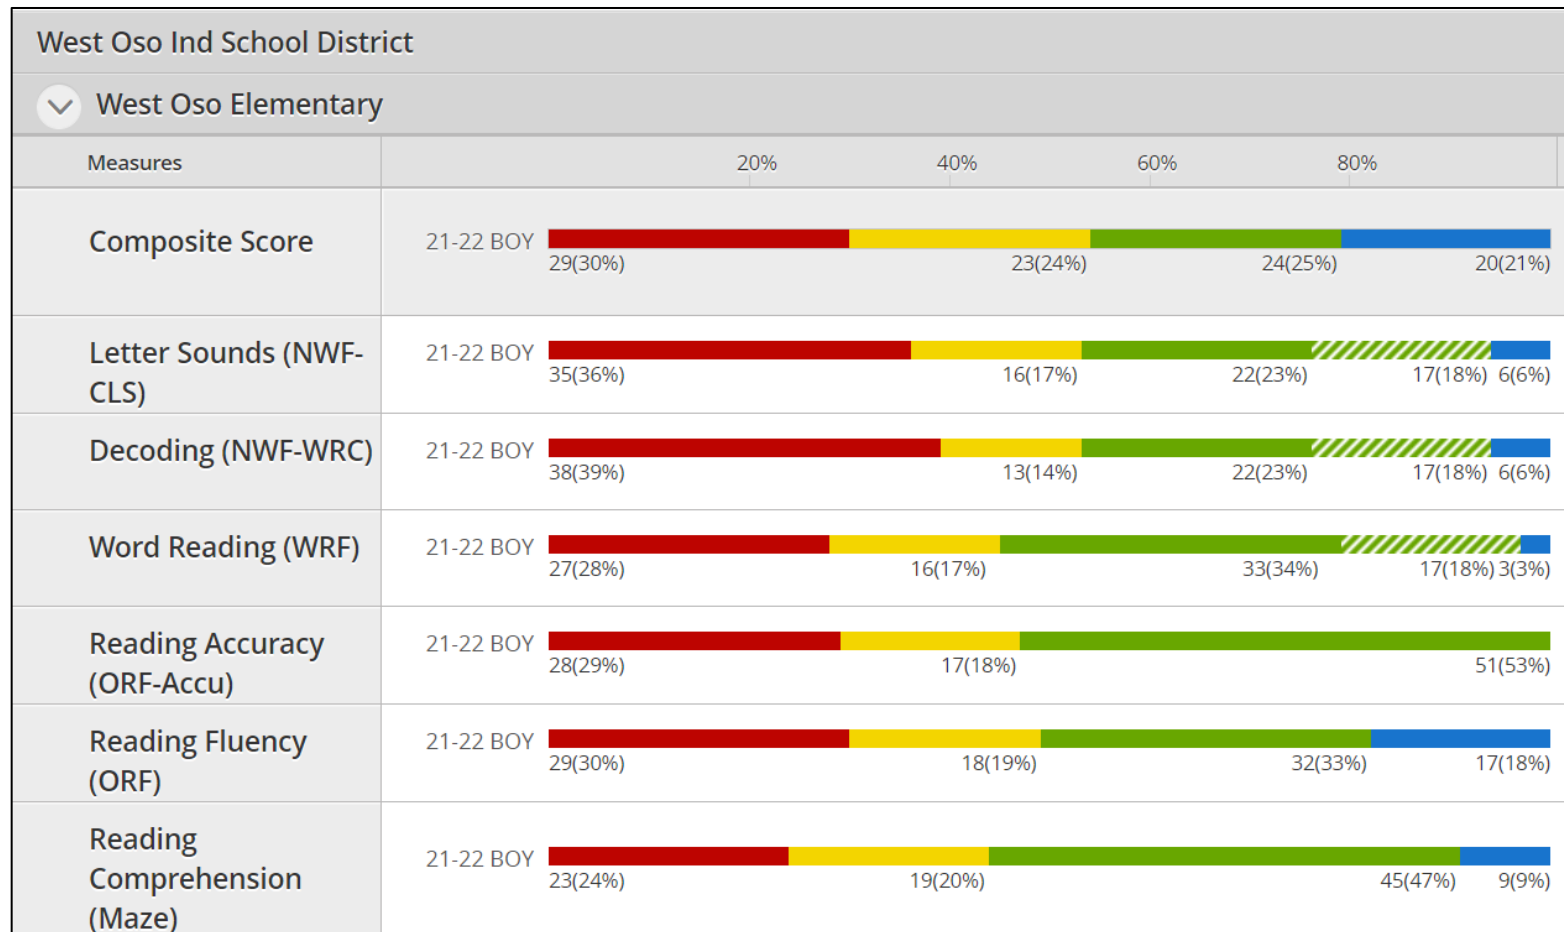 West Oso Ind School District
West Oso Elementary
Measures 20% 40% 60% 80%
Composite Score 21-22 BOY
29(30%) 23(24%) 24(25%) 20(21%)
Letter Sounds (NWF-
CLS) 21-22 BOY
35(36%) 16(17%) 22(23%) 17(18%) 6(6%)
Decoding (NWF-WRC) 21-22 BOY
38(39%) 13(14%) 22(23%) 17(18%) 6(6%)
Word Reading (WRF) 21-22 BOY
27(28%) 16(17%) 33(34%) 17(18%) 3(3%)
Reading Accuracy
(ORF-Accu) 21-22 BOY
28(29%) 17(18%) 51(53%)
Reading Fluency
(ORF) 21-22 BOY
29(30%) 18(19%) 32(33%) 17(18%)
Reading
Comprehension
(Maze) 21-22 BOY
23(24%) 19(20%) 45(47%) 9(9%)